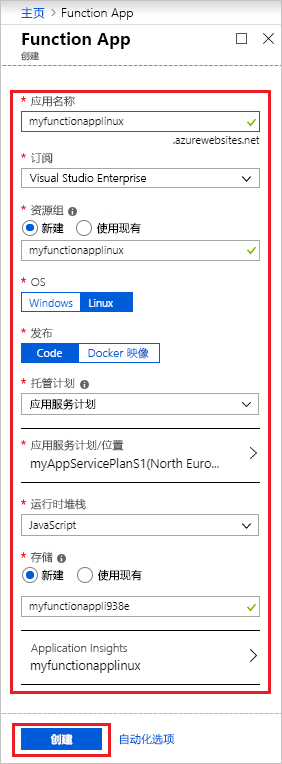 主页 > Function App
Function App
创建
* 应用名称
myfunctionapplinux
.azurewebsites.net
* 订阅
Visual Studio Enterprise
* 资源组
新建 使用现有
myfunctionapplinux
* OS
Windows Linux
* 发布
Code Docker 映像
* 托管计划
应用服务计划
* 应用服务计划/位置
myAppServicePlanS1(North Euro...
* 运行时堆栈
JavaScript
* 存储
新建 使用现有
myfunctionappli938e
Application Insights
myfunctionapplinux
创建 自动化选项